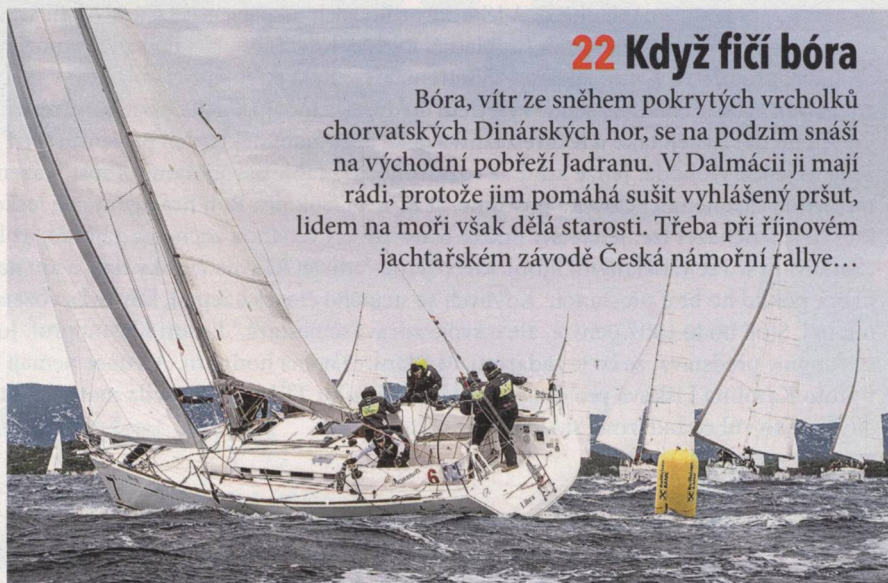 22 Když fičí bóra
Bóra, vítr ze sněhem pokrytých vrcholků
chorvatských Dinárských hor, se na podzim snáší
na východní pobřeží Jadranu. V Dalmácii ji mají
rádi, protože jim pomáhá sušit vyhlášený pršut,
lidem na moři však dělá starosti. Třeba při říjnovém
jachtařském závodě Česká námořní rallye…
6